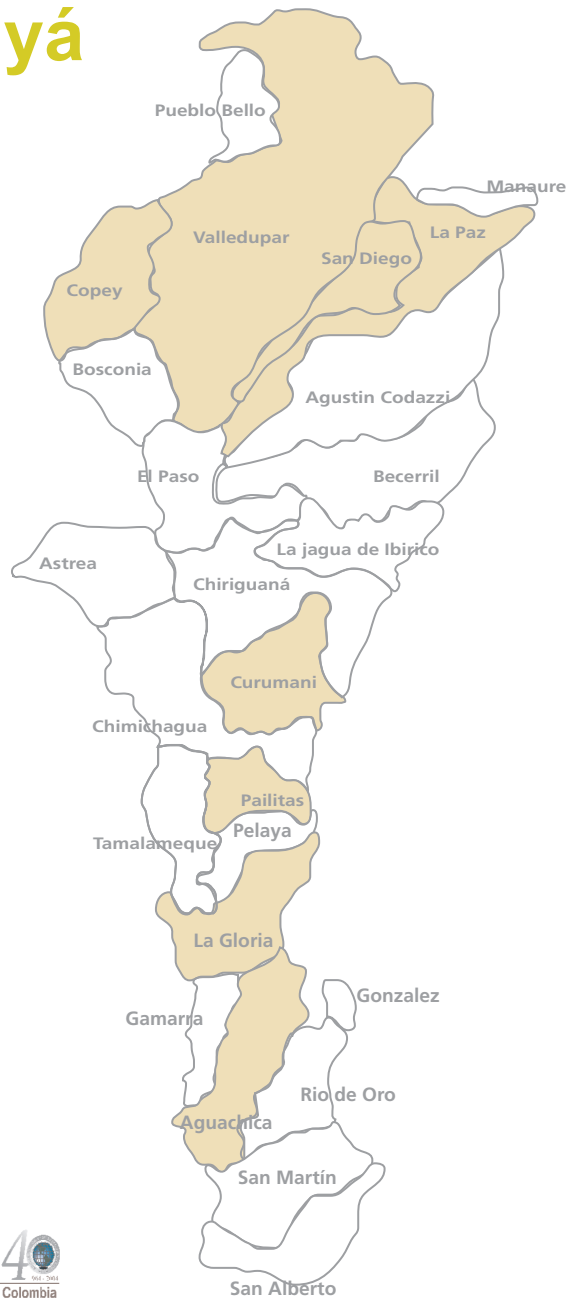 yá
Pueblo Bello
Manaure
Valledupar
La Paz
San Diego
Copey
Bosconia
Agustin Codazzi
El Paso
Becerril
La jagua de Ibirico
Astrea
Chiriguaná
Curumani
Chimichagua
Pailitas
Pelaya
Tamalameque
La Gloria
Gonzalez
Gamarra
Rio de Oro
Aguachica
San Martín
40
Colombia
San Alberto